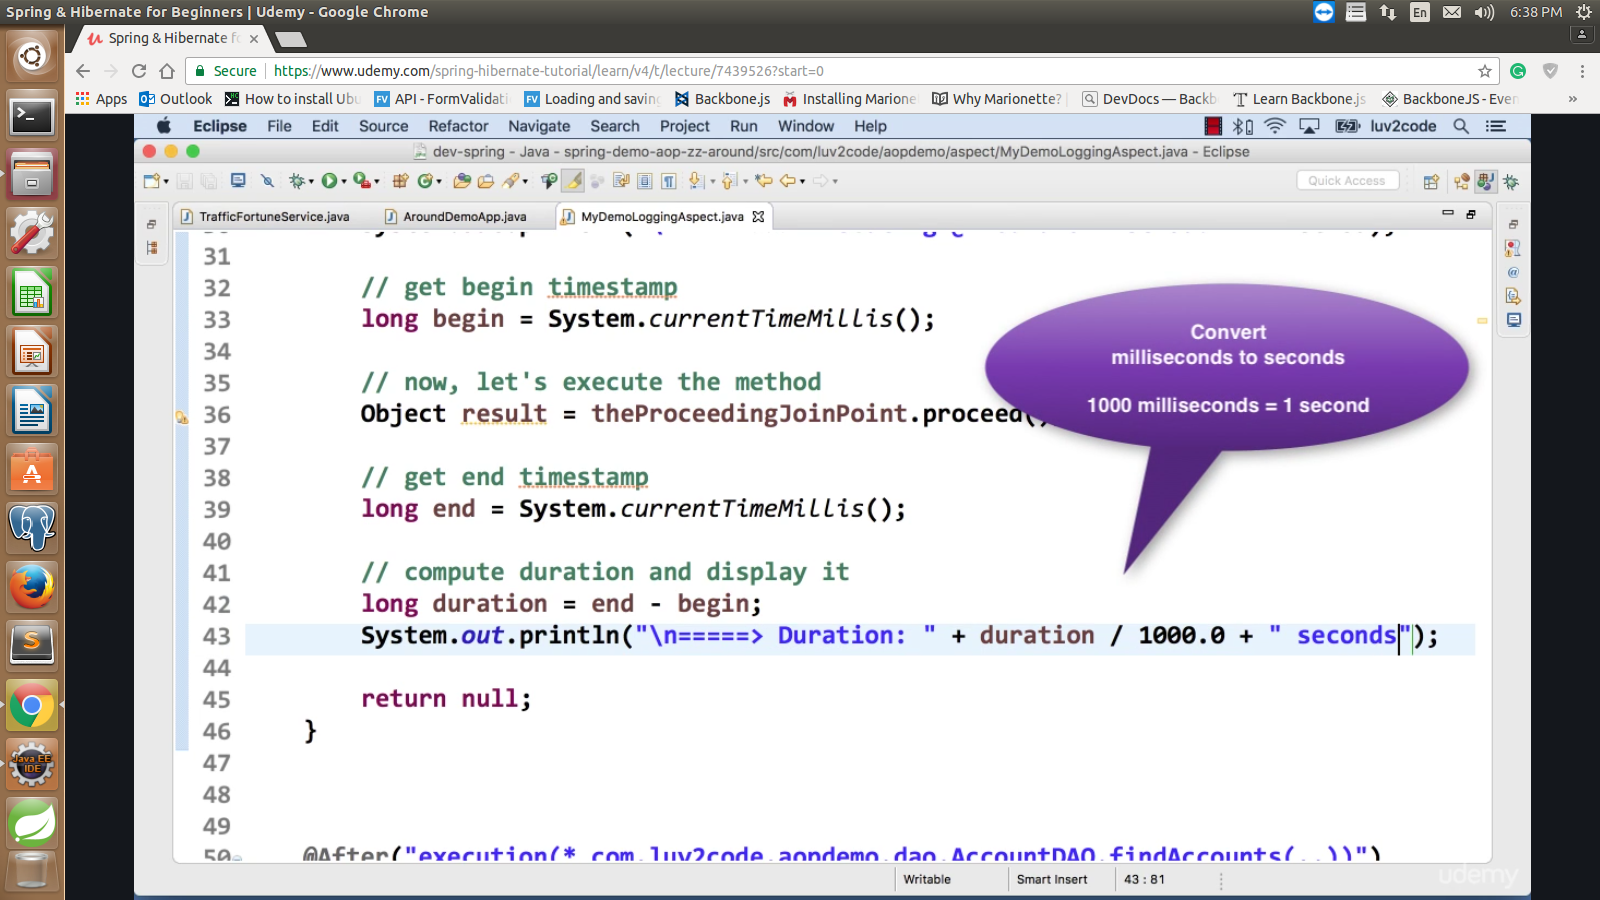 Spring & Hibernate for Beginners | Udemy - Google Chrome
En
6:38 PM
Spring & Hibernate fo
Secure
https://www.udemy.com/spring-hibernate-tutorial/learn/v4/t/lecture/7439526?start=0
Apps Outlook How to install Ubu API - FormValidati Loading and saving Backbone.js Installing Marione Why Marionette? DevDocs — Backb Learn Backbone.js BackboneJS - Ever »
Eclipse File Edit Source Refactor Navigate Search Project Run Window Help luv2code
dev-spring - Java - spring-demo-aop-zz-around/src/com/luv2code/aopdemo/aspect/MyDemoLoggingAspect.java - Eclipse
Quick Access
TrafficFortuneService.java AroundDemoApp.java MyDemoLoggingAspect.java
31
32 // get begin timestamp
33 long begin = System.currentTimeMillis();
34
35 // now, let's execute the method
36 Object result = theProceedingJoinPoint.proceed()
37
38 // get end timestamp
39 long end = System.currentTimeMillis();
40
41 // compute duration and display it
42 long duration = end - begin;
43 System.out.println("\n=====> Duration: " + duration / 1000.0 + " seconds");
44
45 return null;
46 }
47
48
49
50 @After("execution(* com.luv2code.aopdemo.dao.AccountDAO.findAccounts(..))")
Convert
milliseconds to seconds
1000 milliseconds = 1 second
Writable Smart Insert 43 : 81
udemy
Java EE
IDE